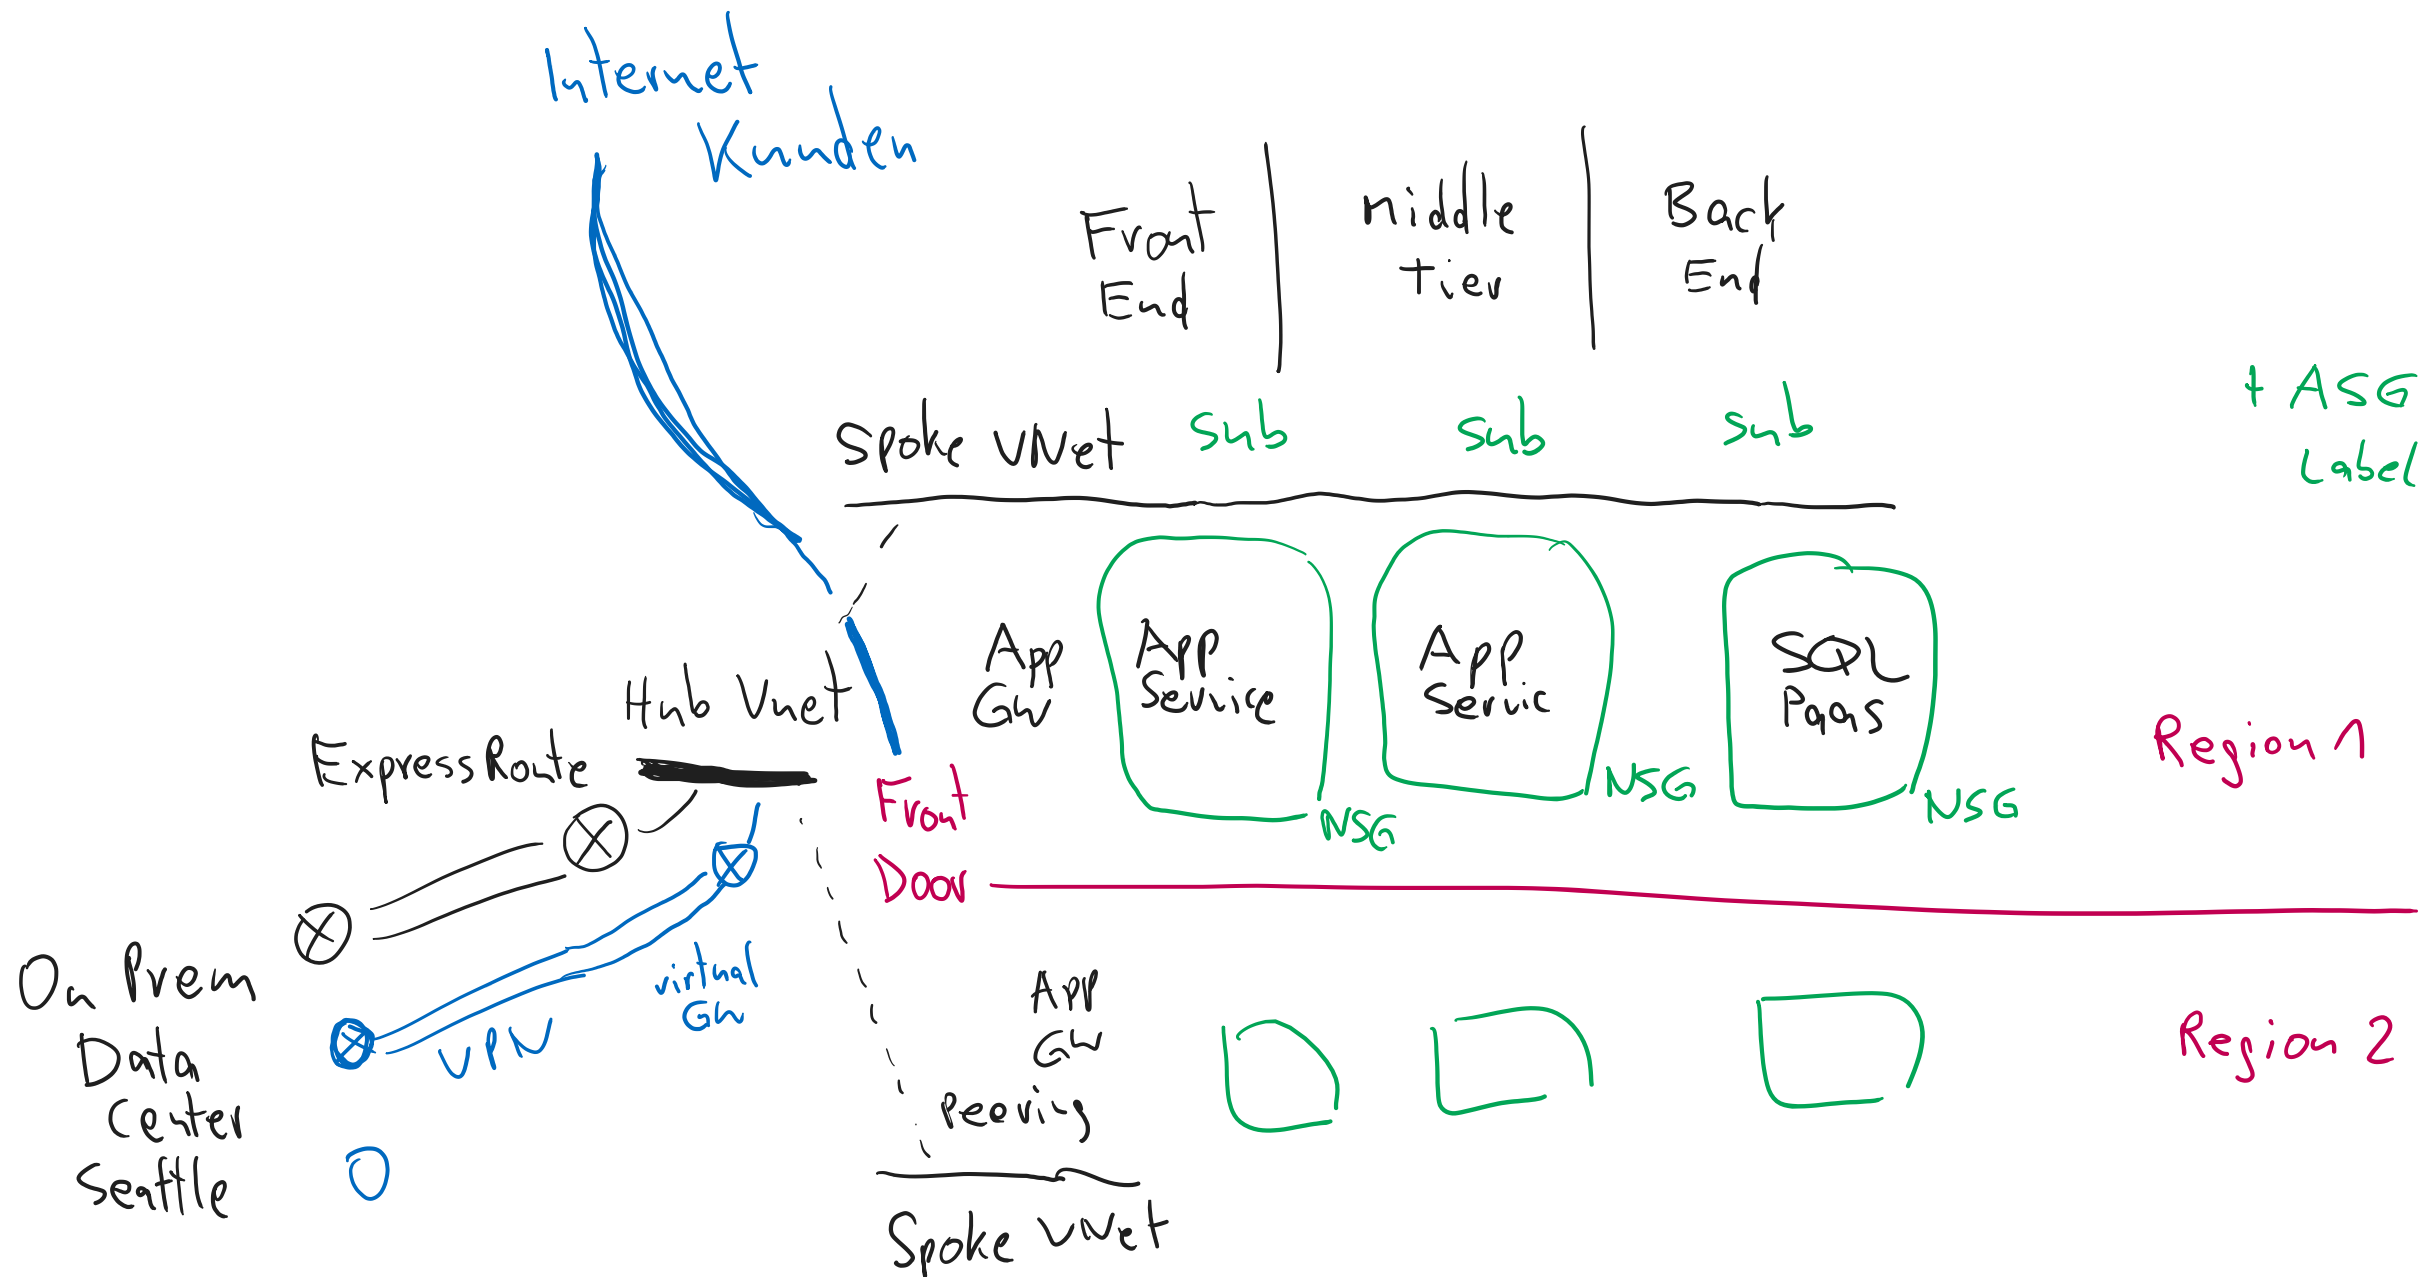 Internet
Kunden
Front
End
Middle
Tier
Back
End
Spoke VNet
Sub
Sub
Sub
+ ASG
Label
App
GW
App
Service
App
Servic
SQL
Paas
NSG
NSG
NSG
Region 1
Hub Vnet
ExpressRoute
Front
Door
On Prem
Data
Center
Seattle
VPN
virtual
GW
App
GW
Peering
Region 2
Spoke VNet